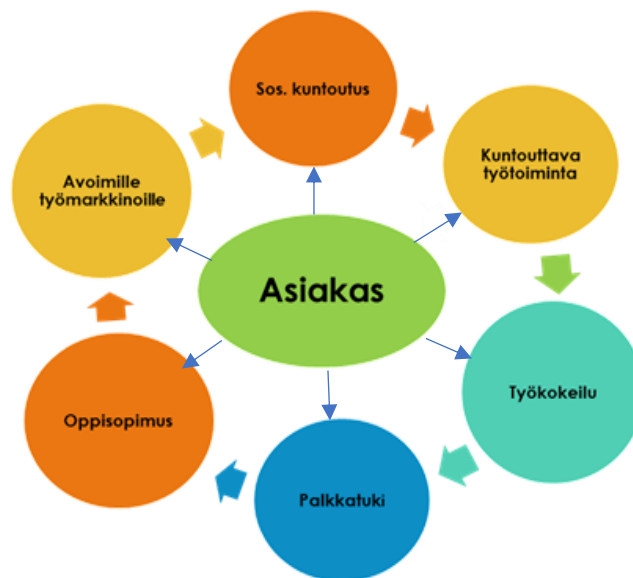 Sos. kuntoutus
Kuntouttava
työtoiminta
Avoimille
työmarkkinoille
Asiakas
Työkokeilu
Oppisopimus
Palkkatuki